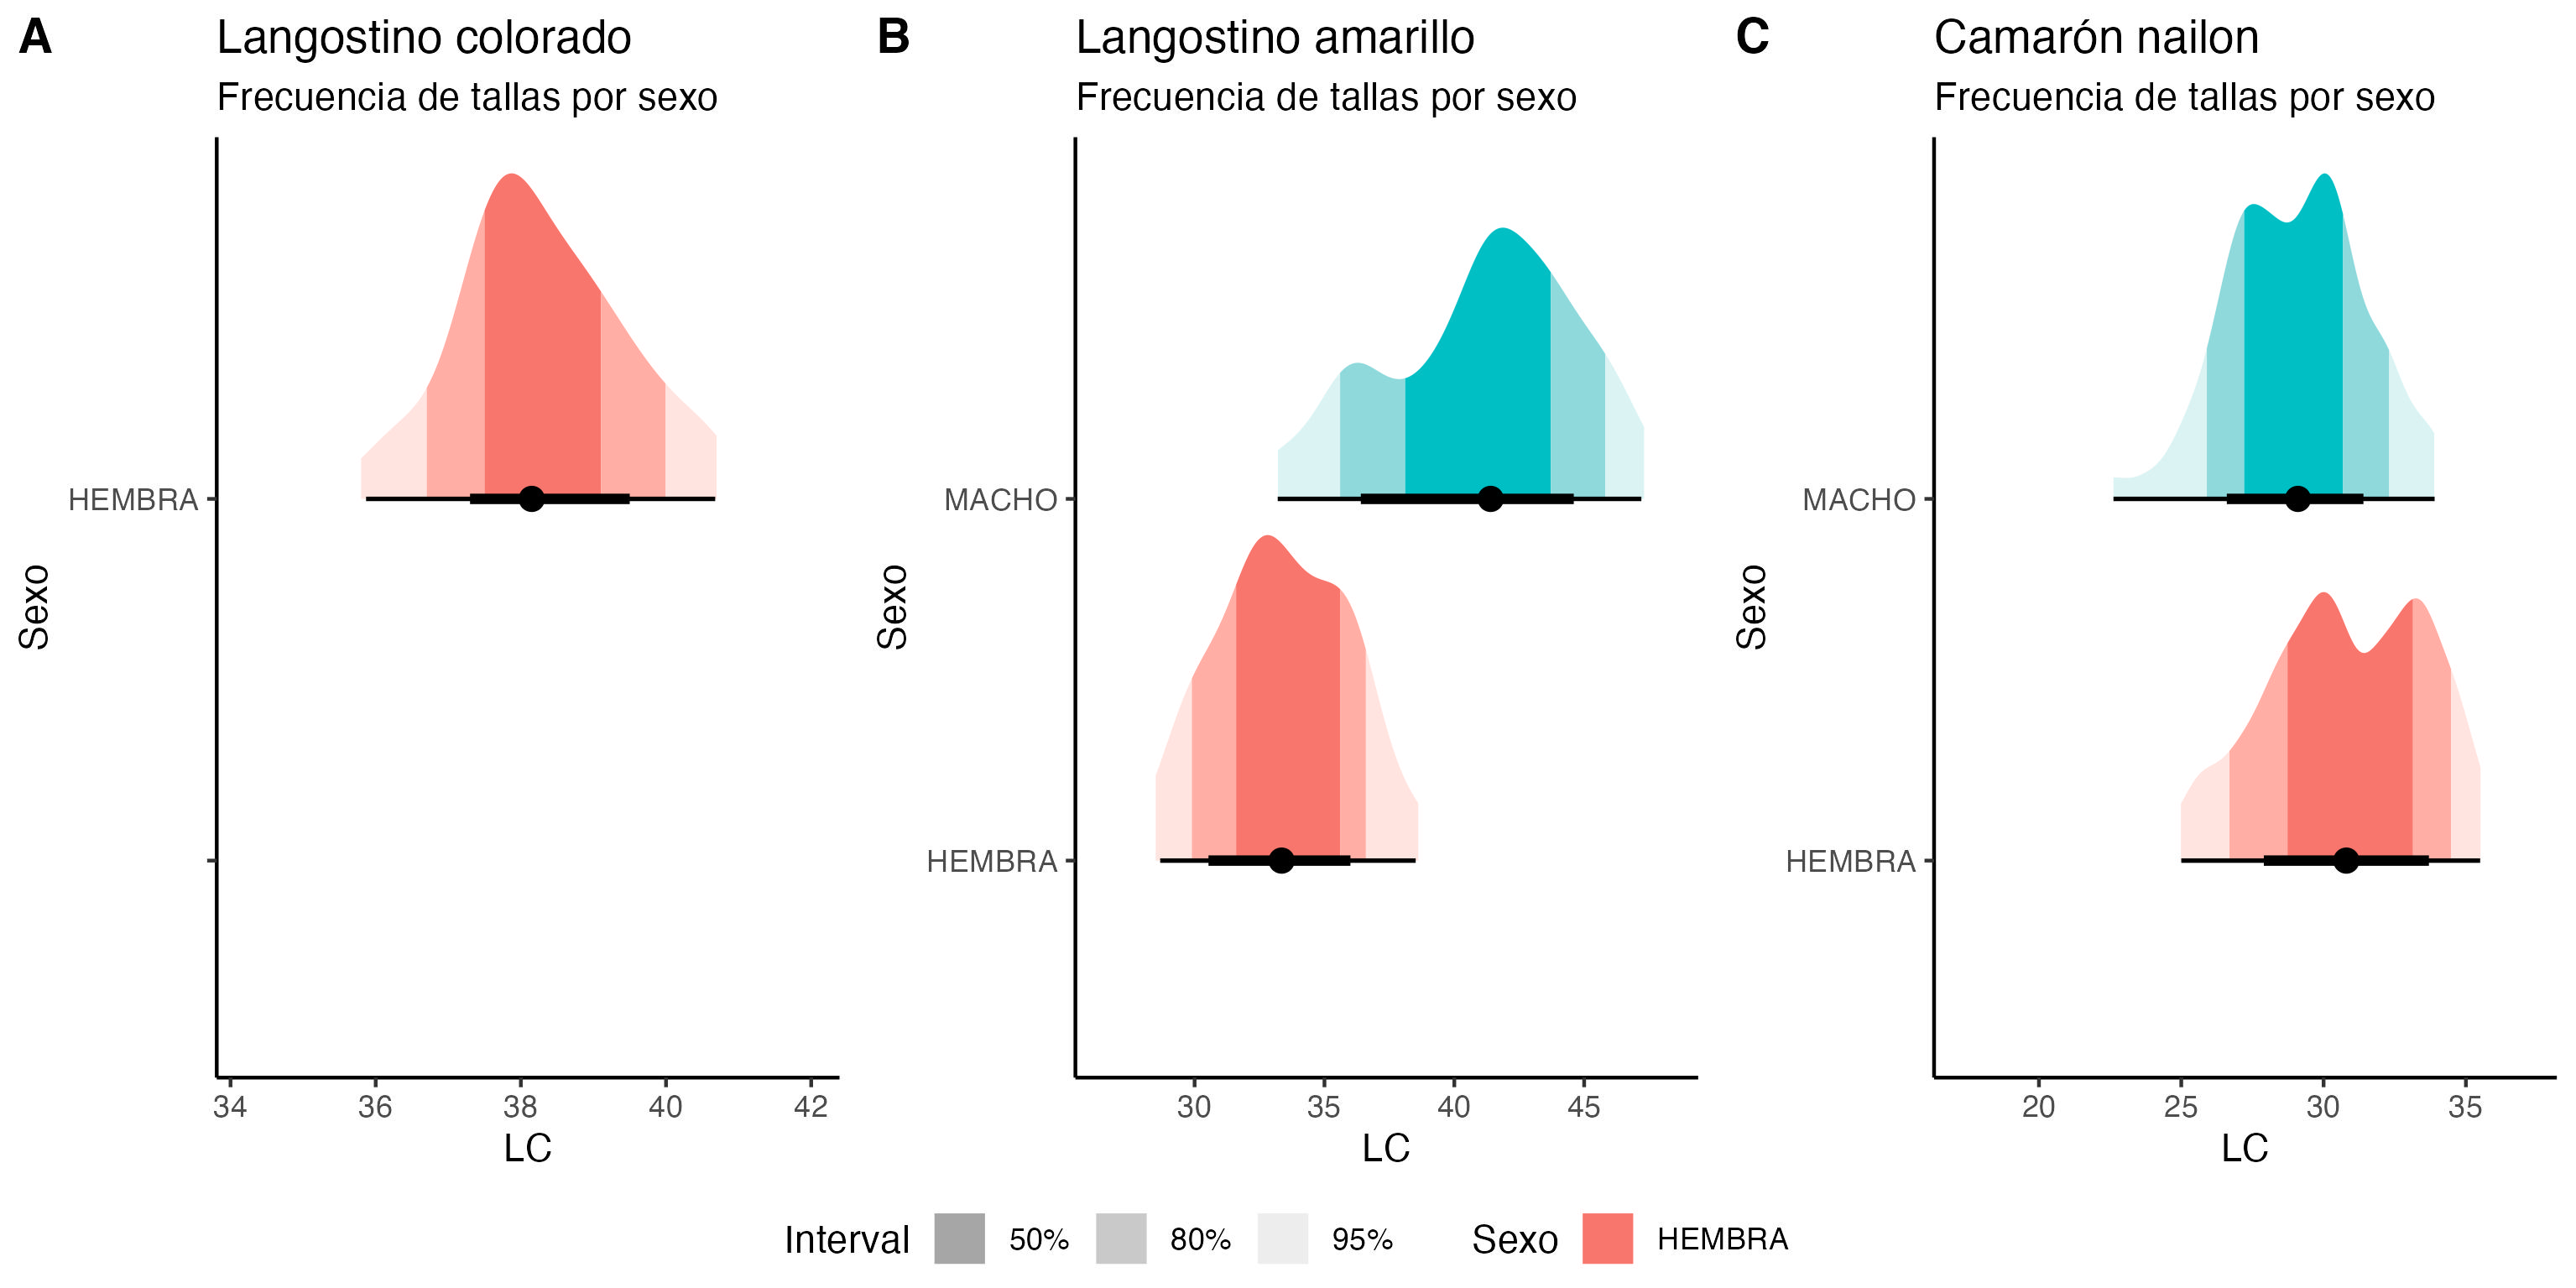 A
Langostino colorado
Frecuencia de tallas por sexo
HEMBRA
Sexo
34 36 38 40 42
LC
B
Langostino amarillo
Frecuencia de tallas por sexo
MACHO
HEMBRA
Sexo
30 35 40 45
LC
C
Camarón nailon
Frecuencia de tallas por sexo
MACHO
HEMBRA
Sexo
20 25 30 35
LC
Interval 50% 80% 95% Sexo HEMBRA